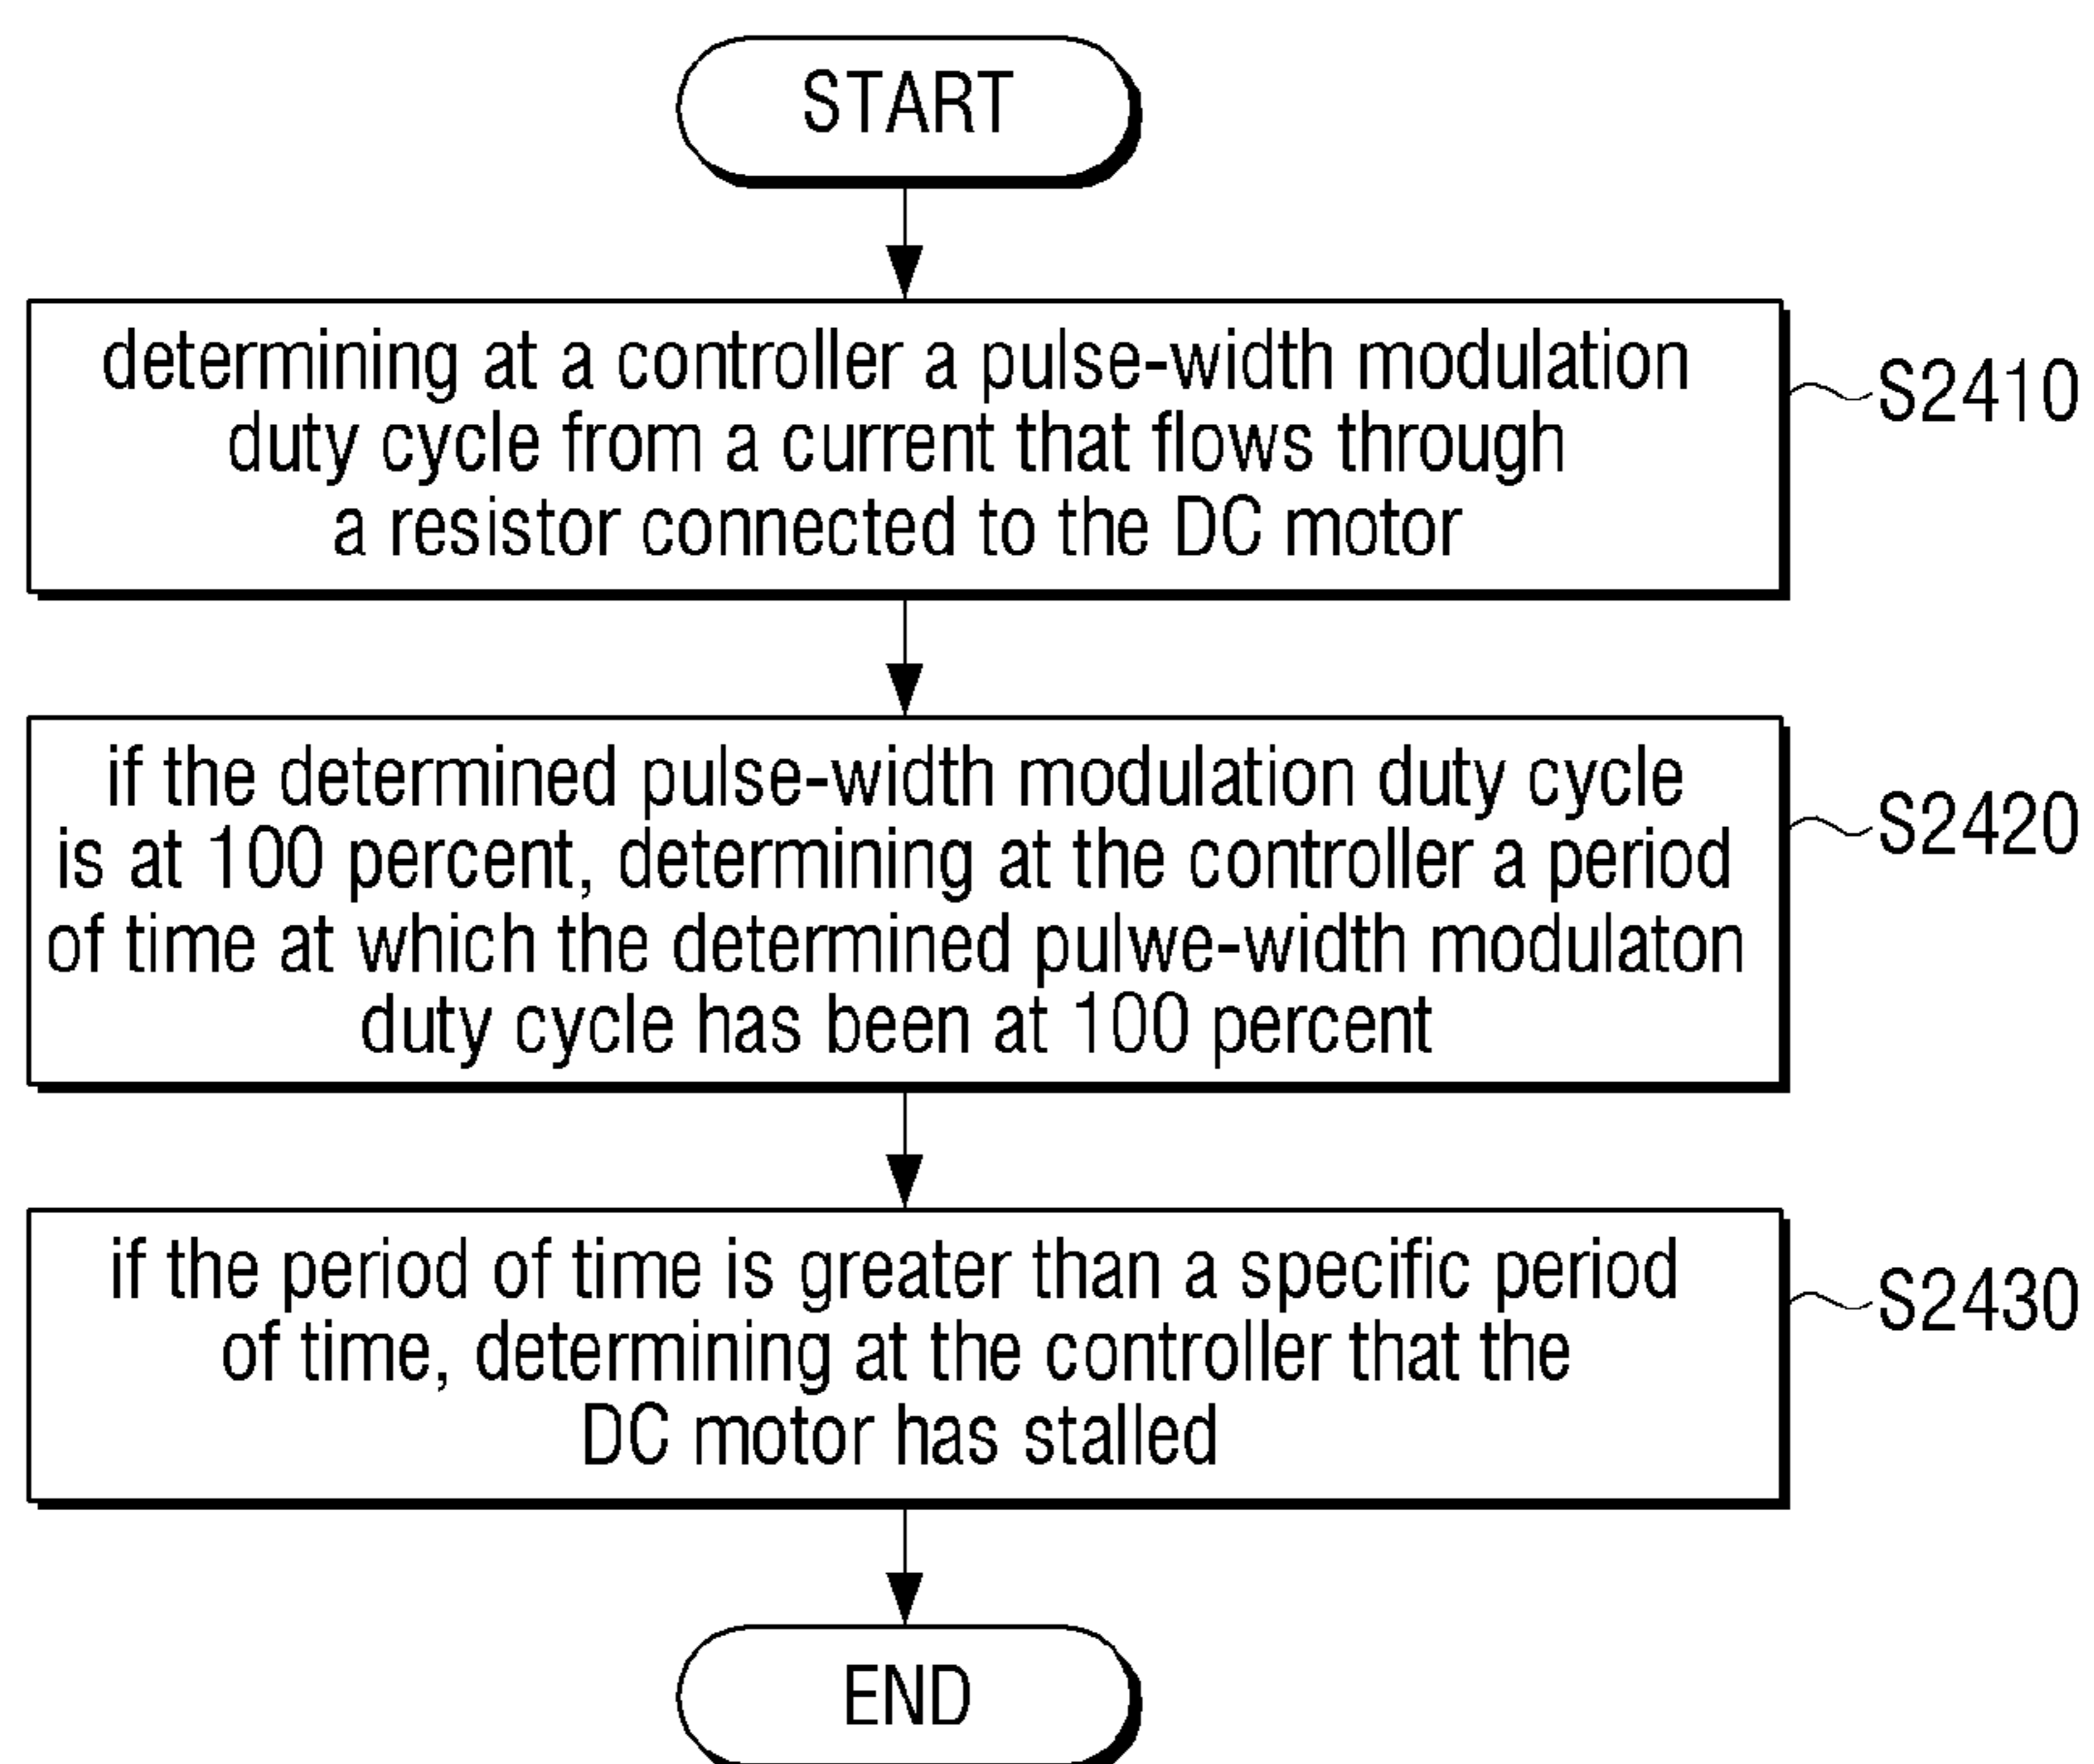 START
determining at a controller a pulse-width modulation
duty cycle from a current that flows through
a resistor connected to the DC motor
S2410
if the determined pulse-width modulation duty cycle
is at 100 percent, determining at the controller a period
of time at which the determined pulwe-width modulaton
duty cycle has been at 100 percent
S2420
if the period of time is greater than a specific period
of time, determining at the controller that the
DC motor has stalled
S2430
END